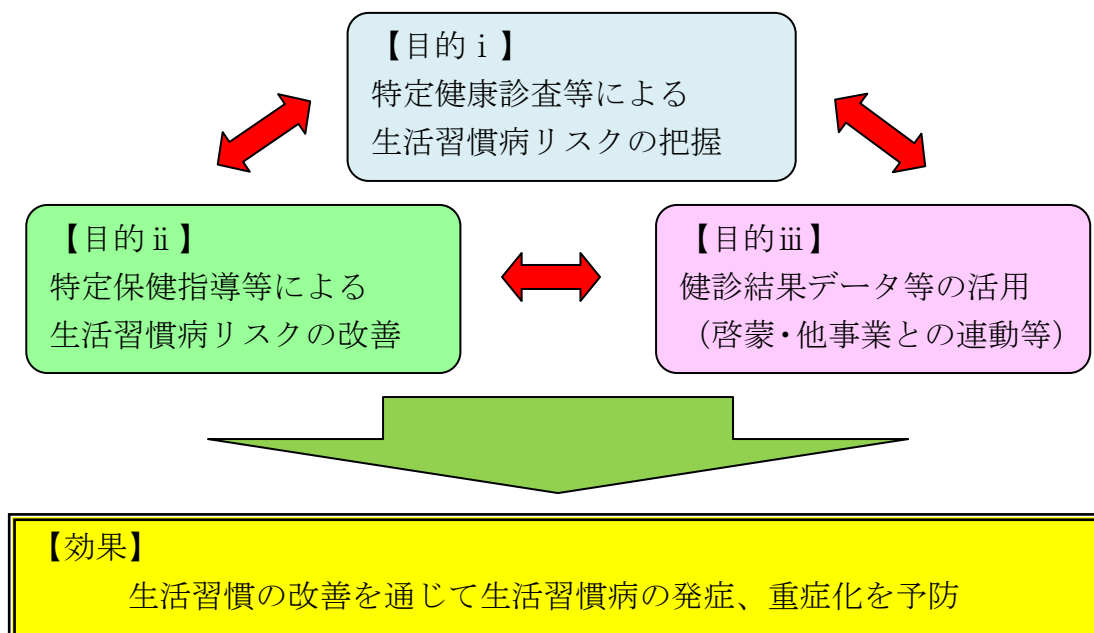 【目的ⅰ】
特定健康診査等による
生活習慣病リスクの把握
【目的ⅱ】
特定保健指導等による
生活習慣病リスクの改善
【目的ⅲ】
健診結果データ等の活用
（啓蒙・他事業との連動等）
【効果】
生活習慣の改善を通じて生活習慣病の発症、重症化を予防